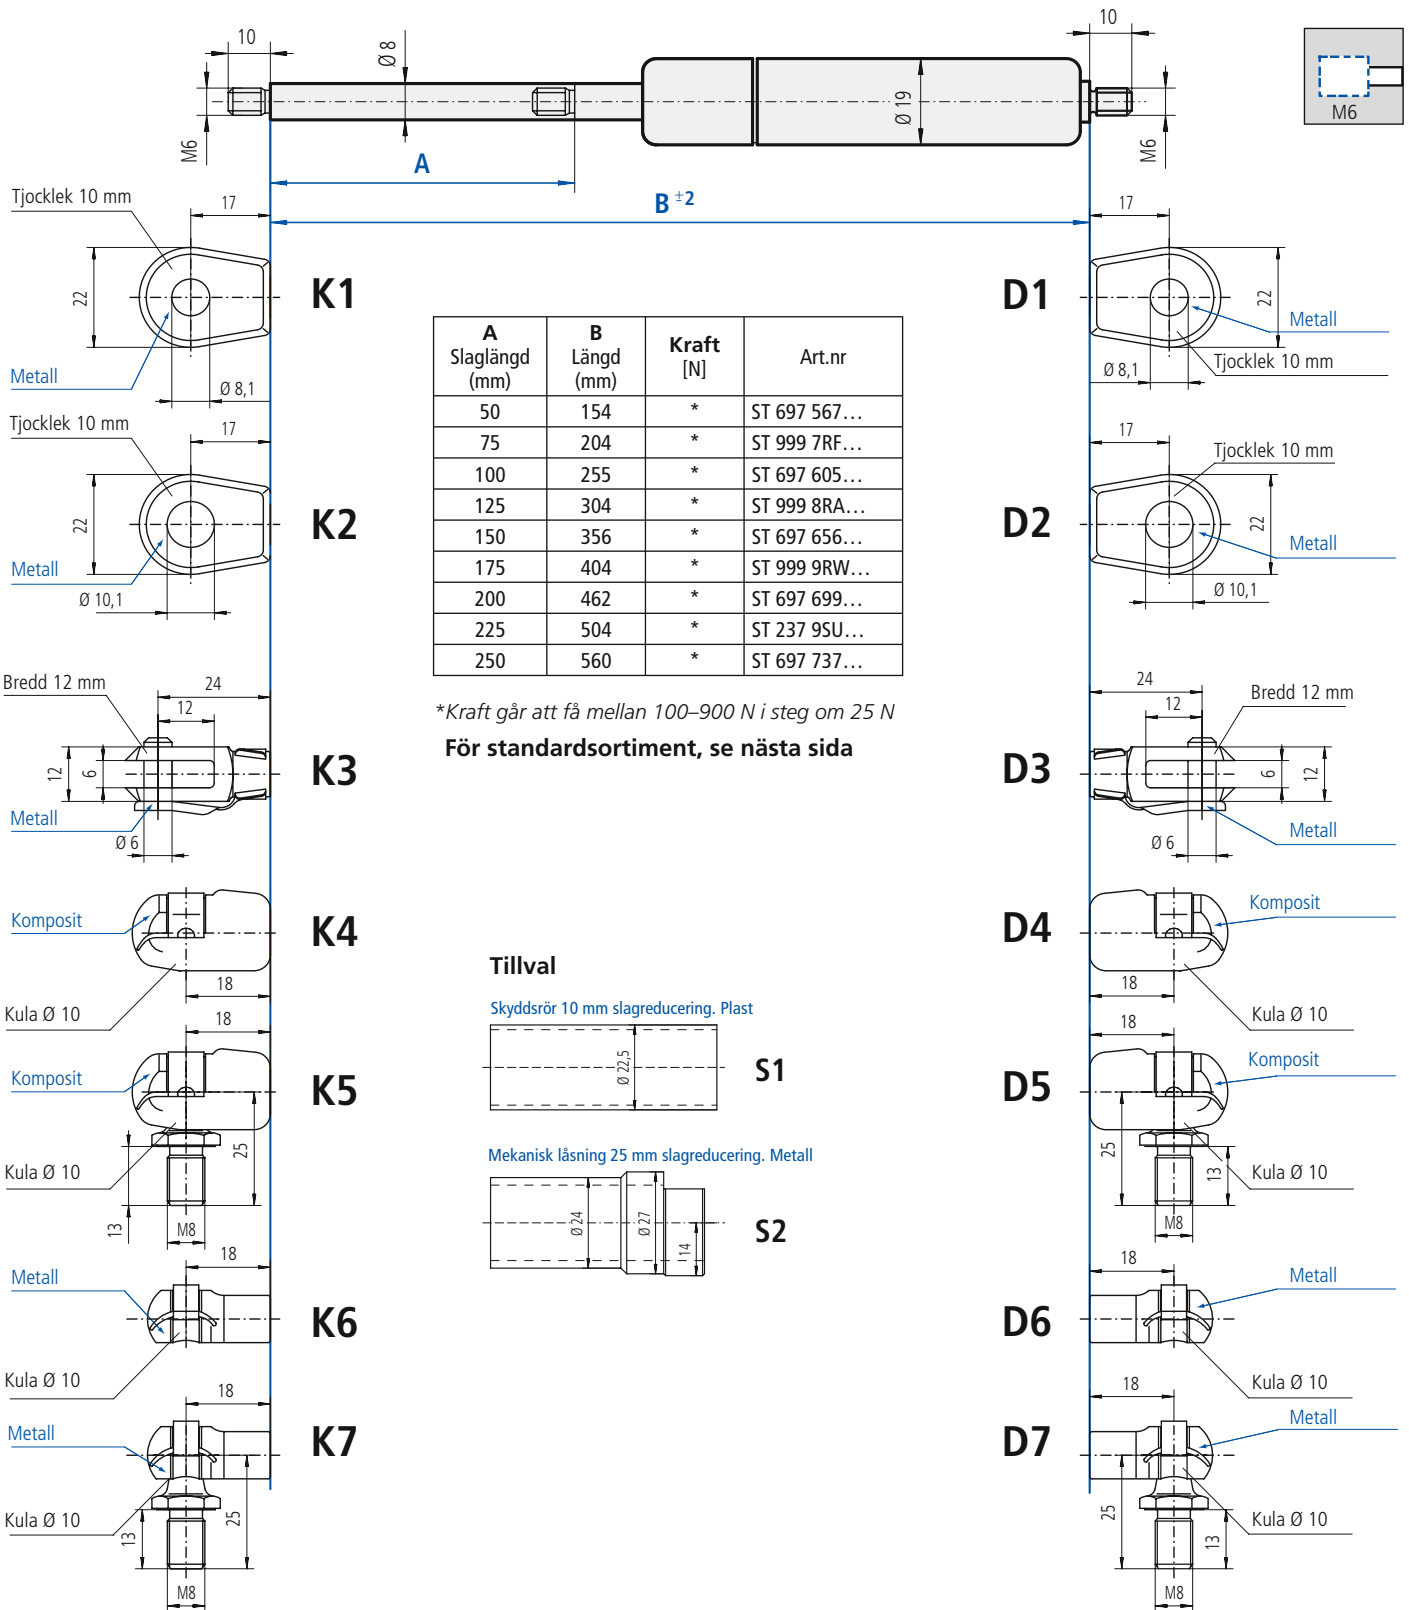 10
Ø 8
10
M6
Ø 19
M6
M6
A
B ±2
Tjocklek 10 mm
17
22
K1
Metall
Ø 8,1
17
D1
22
Metall
Tjocklek 10 mm
Ø 8,1
A
Slaglängd
(mm)
B
Längd
(mm)
Kraft
[N]
Art.nr
50 154 * ST 697 567...
75 204 * ST 999 7RF...
100 255 * ST 697 605...
125 304 * ST 999 8RA...
150 356 * ST 697 656...
175 404 * ST 999 9RW...
200 462 * ST 697 699...
225 504 * ST 237 9SU...
250 560 * ST 697 737...
*Kraft går att få mellan 100–900 N i steg om 25 N
För standardsortiment, se nästa sida
Tjocklek 10 mm
17
22
K2
Metall
Ø 10,1
17
Tjocklek 10 mm
D2
22
Metall
Ø 10,1
Bredd 12 mm
24
12
12
6
K3
Metall
Ø 6
24
12
Bredd 12 mm
D3
6
12
Metall
Ø 6
Komposit
K4
Kula Ø 10
18
D4
Komposit
18
Kula Ø 10
Tillval
Skyddsrör 10 mm slagreducering. Plast
Ø 22,5
S1
Mekanisk låsning 25 mm slagreducering. Metall
Ø 24
Ø 27
14
S2
18
Komposit
K5
25
Kula Ø 10
13
M8
18
Komposit
D5
25
13
Kula Ø 10
M8
18
Metall
K6
Kula Ø 10
18
Metall
D6
Kula Ø 10
18
Metall
K7
Kula Ø 10
13
25
M8
18
Metall
D7
25
Kula Ø 10
13
M8